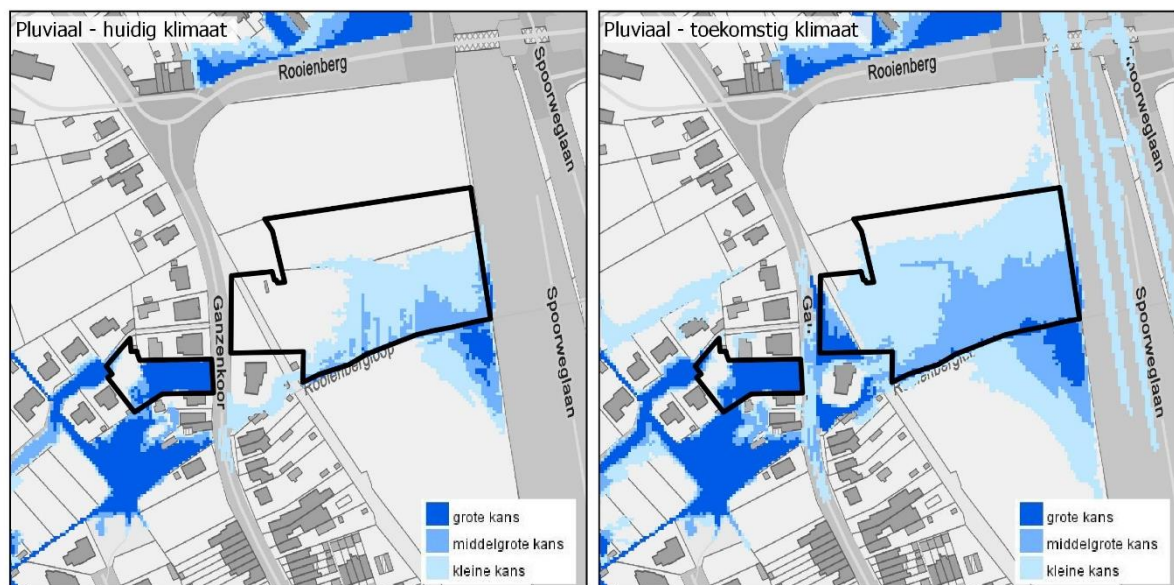 Pluviaal - huidig klimaat
Rooienberg
Spoorweglaan
Ganzenkoor
Rooienbergloop
Spoorweglaan
grote kans
middelgrote kans
kleine kans
Pluviaal - toekomstig klimaat
Rooienberg
Spoorweglaan
Spoorweglaan
grote kans
middelgrote kans
kleine kans